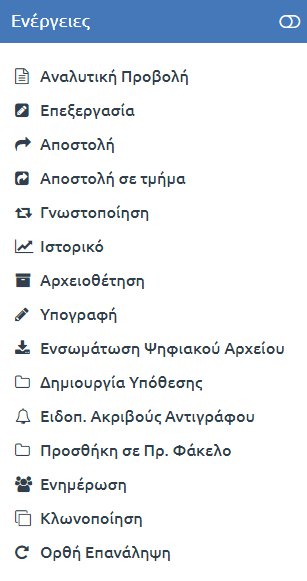 Ενέργειες
Αναλυτική Προβολή
Επεξεργασία
Αποστολή
Αποστολή σε τμήμα
Γνωστοποίηση
Ιστορικό
Αρχειοθέτηση
Υπογραφή
Ενσωμάτωση Ψηφιακού Αρχείου
Δημιουργία Υπόθεσης
Ειδοπ. Ακριβούς Αντιγράφου
Προσθήκη σε Πρ. Φάκελο
Ενημέρωση
Κλωνοποίηση
Ορθή Επανάληψη